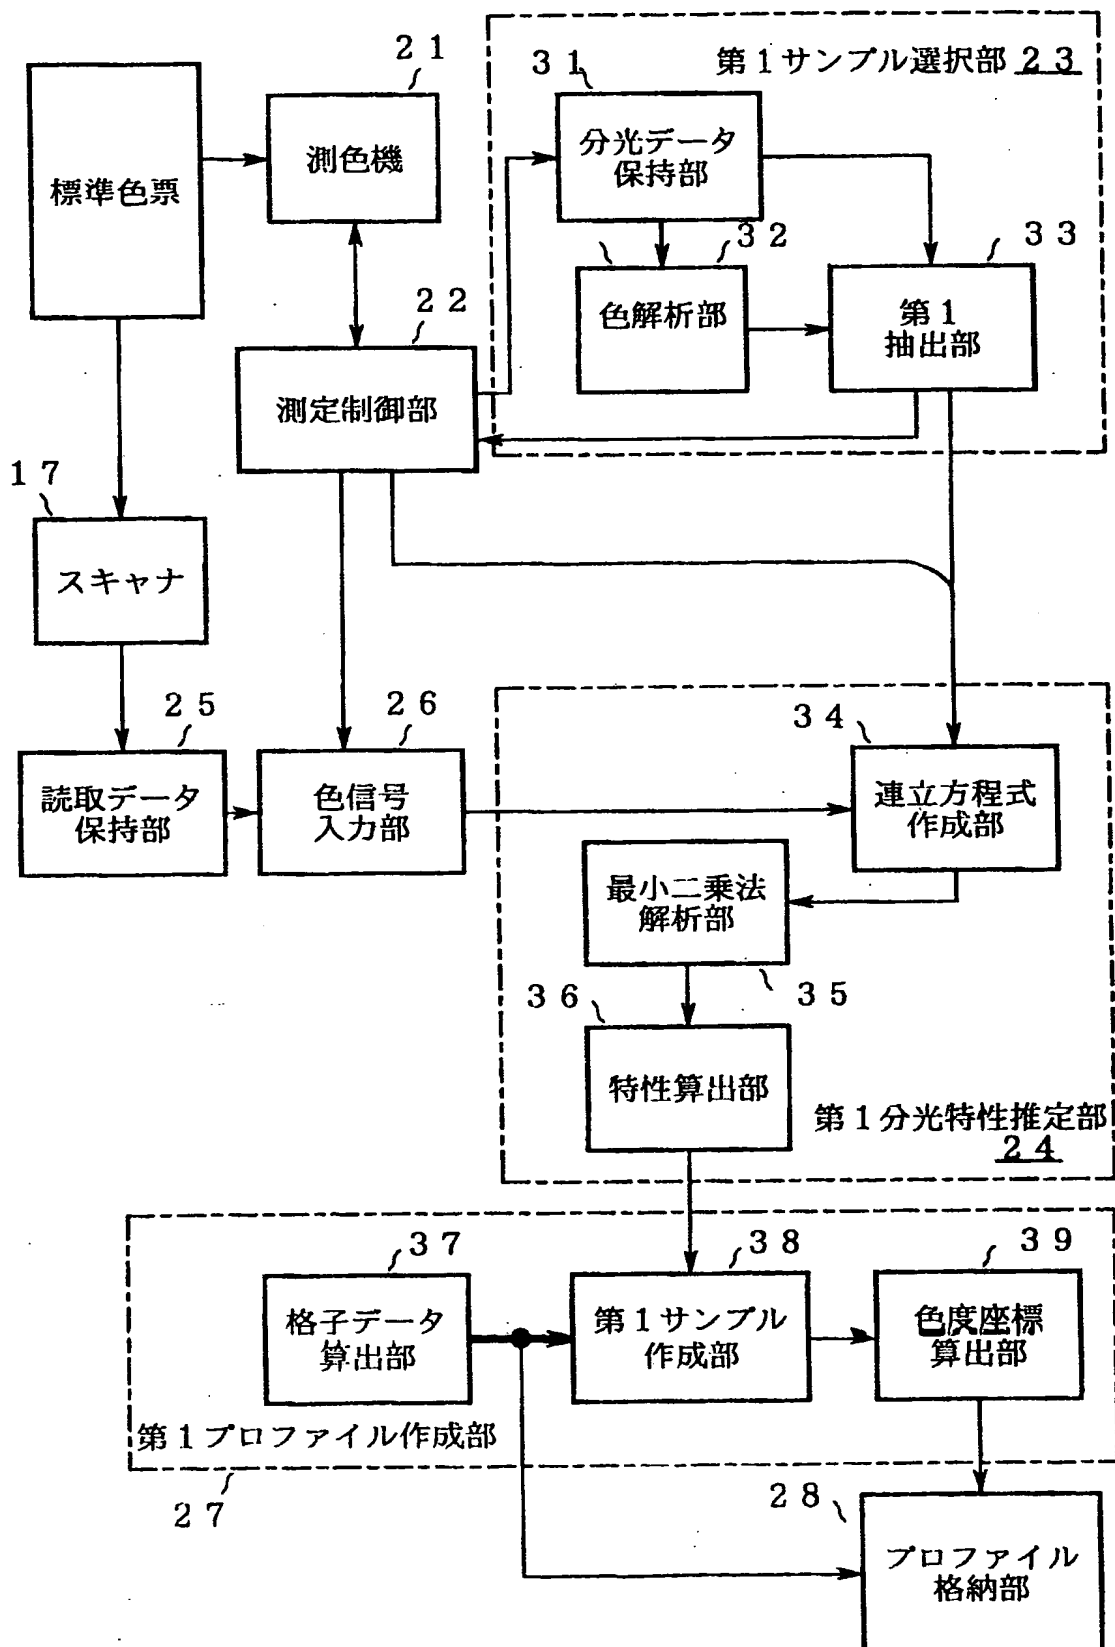 21
31
第1サンプル選択部 23
標準色票
測色機
分光データ
保持部
32
33
22
色解析部
第1
抽出部
測定制御部
17
スキャナ
25
26
34
読取データ
保持部
色信号
入力部
連立方程式
作成部
最小二乗法
解析部
36
35
特性算出部
第1分光特性推定部
24
37
38
39
格子データ
算出部
第1サンプル
作成部
色度座標
算出部
第1プロファイル作成部
27
28
プロファイル
格納部